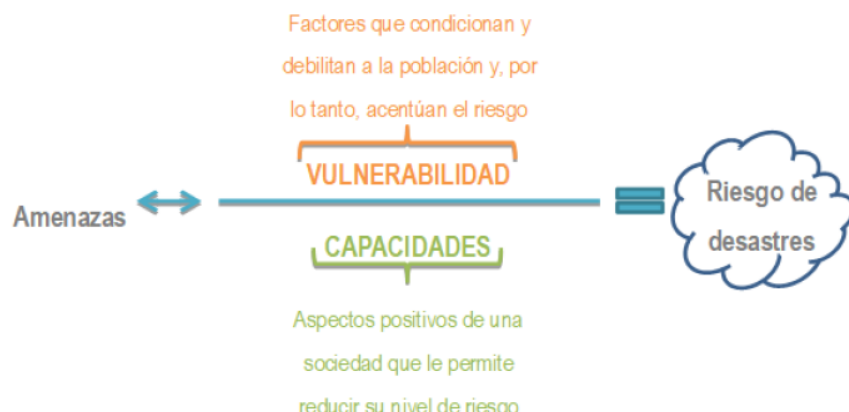 Factores que condicionan y
debilitan a la población y, por
lo tanto, acentúan el riesgo
VULNERABILIDAD
Amenazas
CAPACIDADES
Aspectos positivos de una
sociedad que le permite
reducir su nivel de riesgo
Riesgo de
desastres